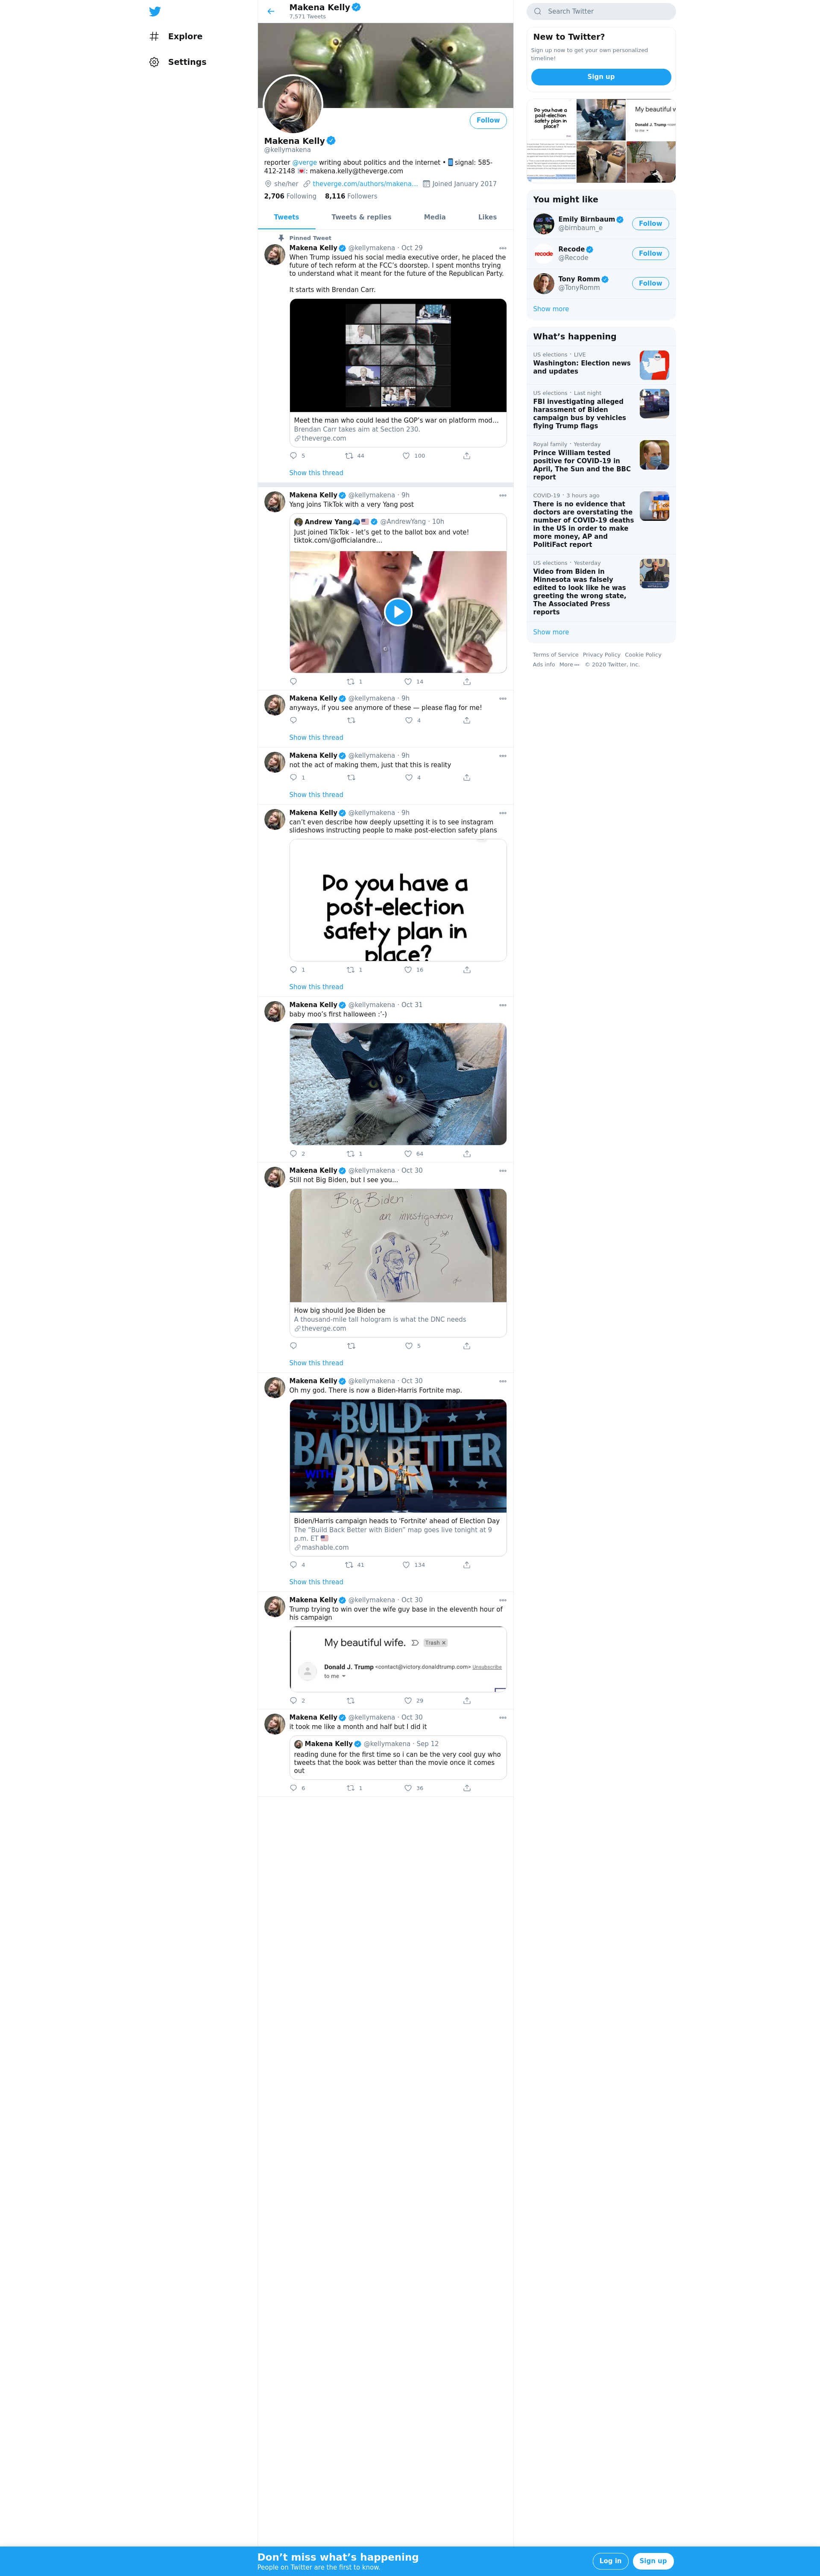 Explore
Settings
Makena Kelly
7,571 Tweets
Follow
Makena Kelly
@kellymakena
reporter @verge writing about politics and the internet • 📱signal: 585-
412-2148 💌: makena.kelly@theverge.com
she/her theverge.com/authors/makena… Joined January 2017
2,706 Following 8,116 Followers
Tweets Tweets & replies Media Likes
Pinned Tweet
Makena Kelly @kellymakena · Oct 29
When Trump issued his social media executive order, he placed the
future of tech reform at the FCC’s doorstep. I spent months trying
to understand what it meant for the future of the Republican Party.
It starts with Brendan Carr.
Meet the man who could lead the GOP’s war on platform mod…
Brendan Carr takes aim at Section 230.
theverge.com
5 44 100
Show this thread
Makena Kelly @kellymakena · 9h
Yang joins TikTok with a very Yang post
Andrew Yang🧢🇺🇸 @AndrewYang · 10h
Just joined TikTok - let’s get to the ballot box and vote!
tiktok.com/@officialandre…
1 14
Makena Kelly @kellymakena · 9h
anyways, if you see anymore of these — please flag for me!
4
Show this thread
Makena Kelly @kellymakena · 9h
not the act of making them, just that this is reality
1 4
Show this thread
Makena Kelly @kellymakena · 9h
can’t even describe how deeply upsetting it is to see instagram
slideshows instructing people to make post-election safety plans
Do you have a
post-election
safety plan in
place?
1 1 16
Show this thread
Makena Kelly @kellymakena · Oct 31
baby moo’s first halloween :’-)
2 1 64
Makena Kelly @kellymakena · Oct 30
Still not Big Biden, but I see you...
Big Biden
an investigation
How big should Joe Biden be
A thousand-mile tall hologram is what the DNC needs
theverge.com
5
Show this thread
Makena Kelly @kellymakena · Oct 30
Oh my god. There is now a Biden-Harris Fortnite map.
BUILD
BACK BETTER
WITH BIDEN
Biden/Harris campaign heads to ‘Fortnite’ ahead of Election Day
The “Build Back Better with Biden” map goes live tonight at 9
p.m. ET 🇺🇸
mashable.com
4 41 134
Show this thread
Makena Kelly @kellymakena · Oct 30
Trump trying to win over the wife guy base in the eleventh hour of
his campaign
My beautiful wife. Trash ×
Donald J. Trump <contact@victory.donaldtrump.com> Unsubscribe
to me
2 29
Makena Kelly @kellymakena · Oct 30
it took me like a month and half but I did it
Makena Kelly @kellymakena · Sep 12
reading dune for the first time so i can be the very cool guy who
tweets that the book was better than the movie once it comes
out
6 1 36
Search Twitter
New to Twitter?
Sign up now to get your own personalized
timeline!
Sign up
Do you have a
post-election
safety plan in
place?
My beautiful w
Donald J. Trump
to me
You might like
Emily Birnbaum
@birnbaum_e
Follow
recode
Recode
@Recode
Follow
Tony Romm
@TonyRomm
Follow
Show more
What’s happening
US elections · LIVE
Washington: Election news
and updates
US elections · Last night
FBI investigating alleged
harassment of Biden
campaign bus by vehicles
flying Trump flags
Royal family · Yesterday
Prince William tested
positive for COVID-19 in
April, The Sun and the BBC
report
COVID-19 · 3 hours ago
There is no evidence that
doctors are overstating the
number of COVID-19 deaths
in the US in order to make
more money, AP and
PolitiFact report
US elections · Yesterday
Video from Biden in
Minnesota was falsely
edited to look like he was
greeting the wrong state,
The Associated Press
reports
Show more
Terms of Service Privacy Policy Cookie Policy
Ads info More © 2020 Twitter, Inc.
Don’t miss what’s happening
People on Twitter are the first to know.
Log in Sign up